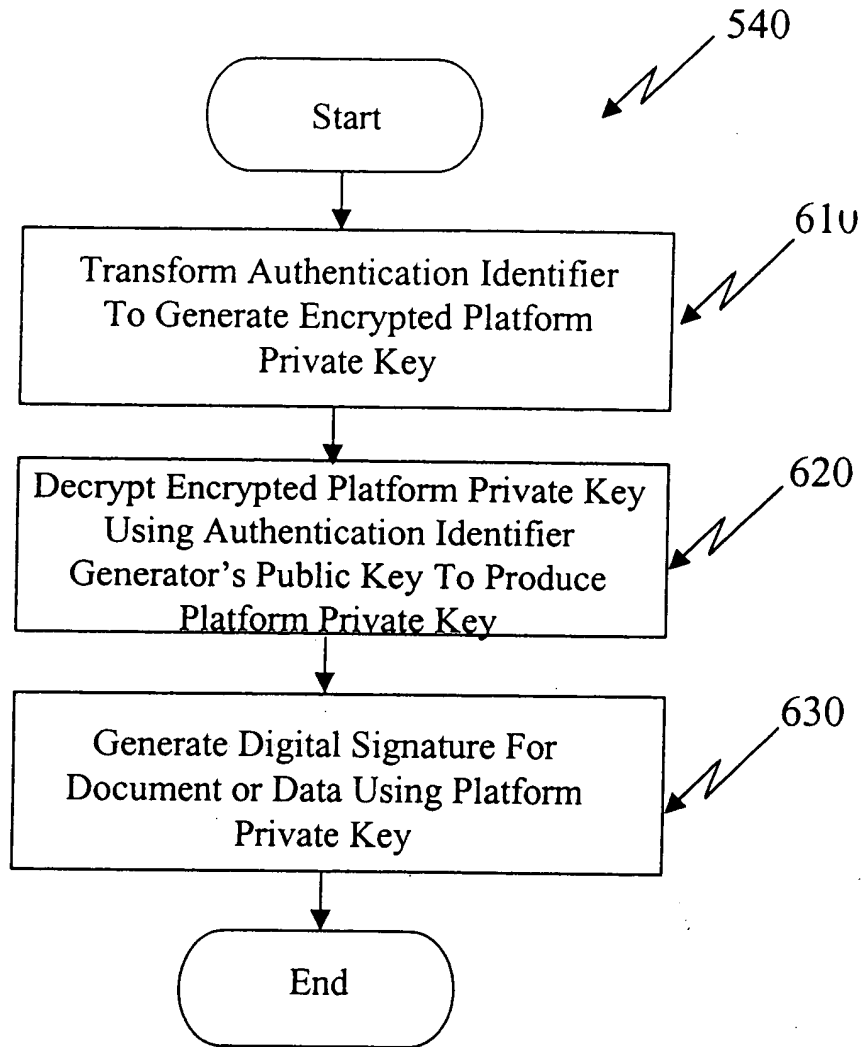 540
Start
610
Transform Authentication Identifier
To Generate Encrypted Platform
Private Key
620
Decrypt Encrypted Platform Private Key
Using Authentication Identifier
Generator's Public Key To Produce
Platform Private Key
630
Generate Digital Signature For
Document or Data Using Platform
Private Key
End